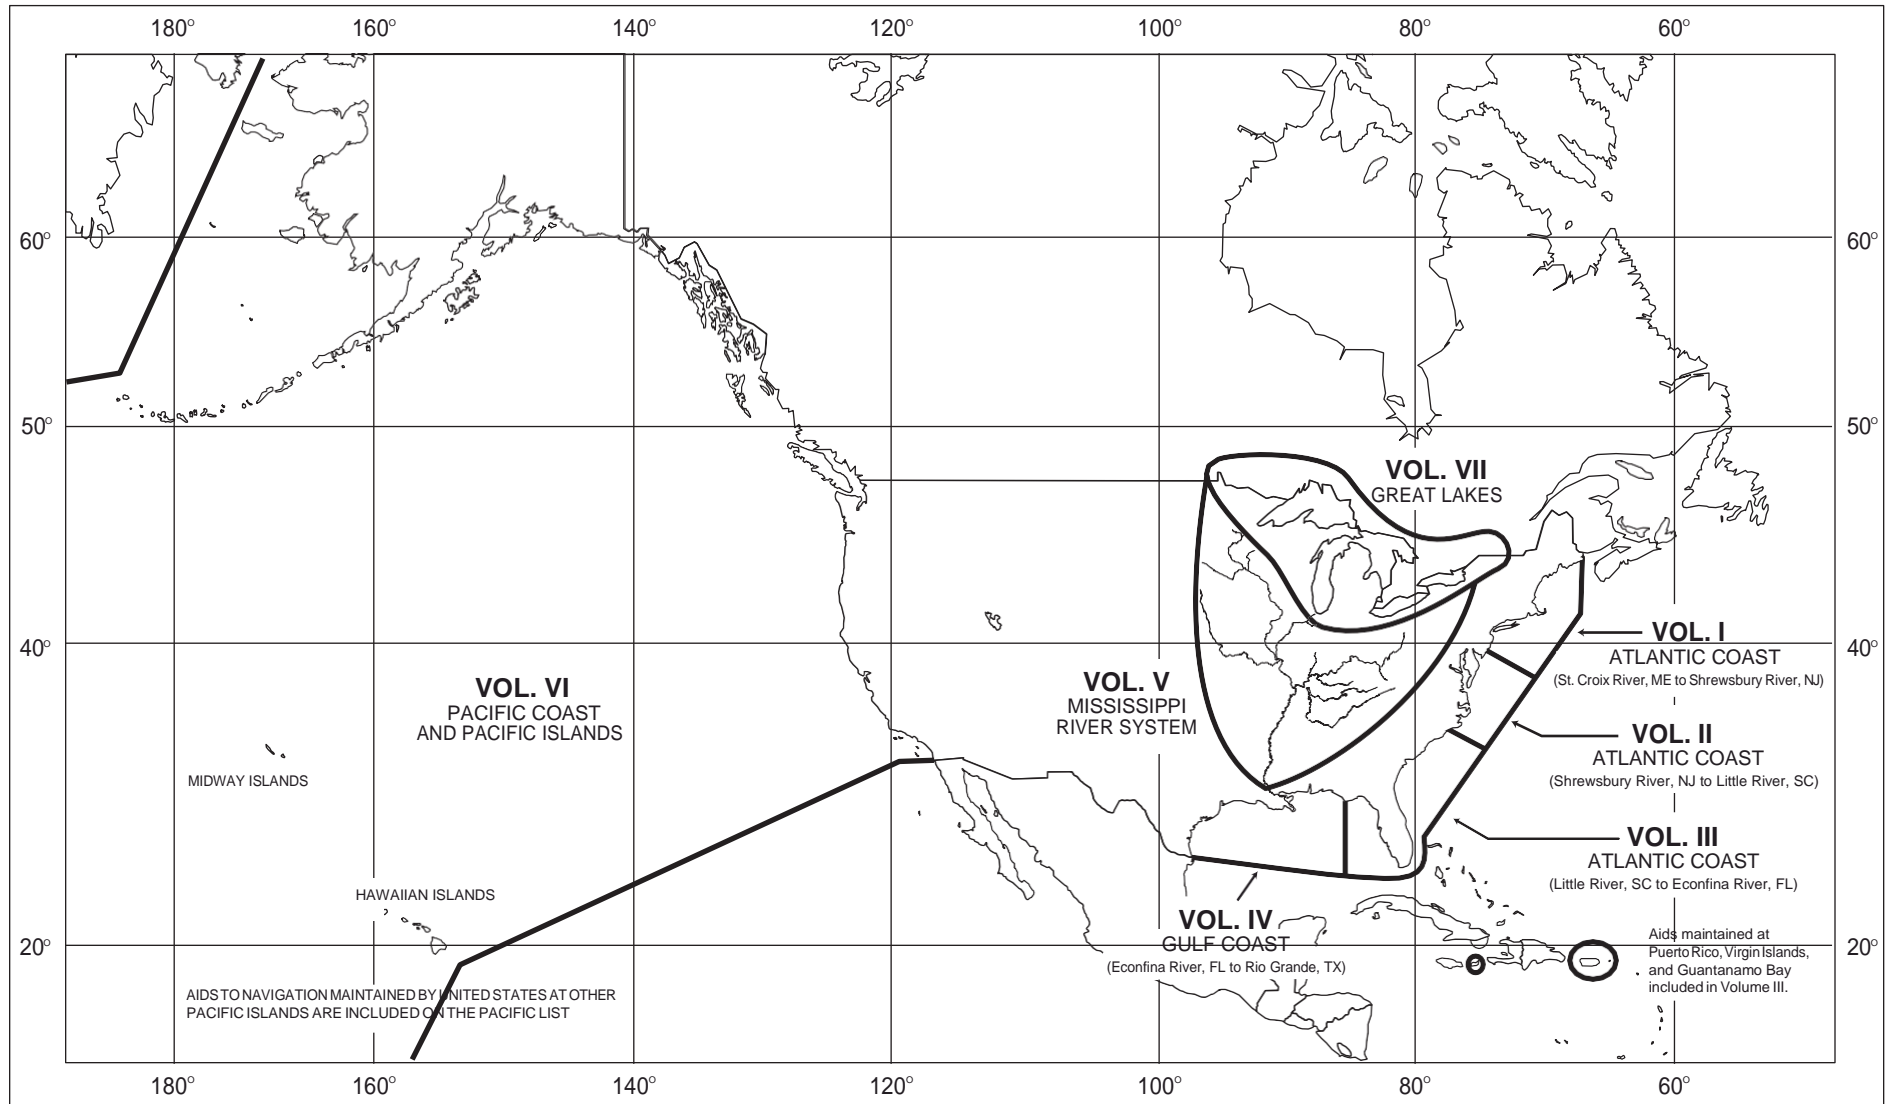 180° 160° 140° 120° 100° 80° 60°
60° 60°
50° 50°
VOL. VII
GREAT LAKES
VOL. I
ATLANTIC COAST
(St. Croix River, ME to Shrewsbury River, NJ)
40° 40°
VOL. VI
PACIFIC COAST
AND PACIFIC ISLANDS
VOL. V
MISSISSIPPI
RIVER SYSTEM
VOL. II
ATLANTIC COAST
(Shrewsbury River, NJ to Little River, SC)
MIDWAY ISLANDS
VOL. III
ATLANTIC COAST
(Little River, SC to Econfina River, FL)
HAWAIIAN ISLANDS
VOL. IV
GULF COAST
(Econfina River, FL to Rio Grande, TX)
20° 20°
Aids maintained at
Puerto Rico, Virgin Islands,
and Guantanamo Bay
included in Volume III.
AIDS TO NAVIGATION MAINTAINED BY UNITED STATES AT OTHER
PACIFIC ISLANDS ARE INCLUDED ON THE PACIFIC LIST
180° 160° 140° 120° 100° 80° 60°